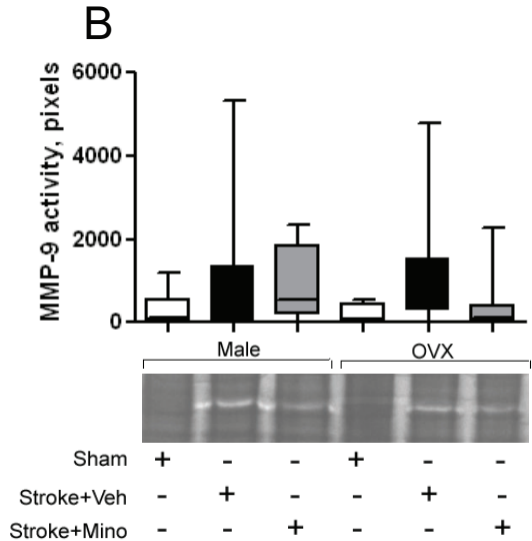 B
MMP-9 activity, pixels
6000
4000
2000
0
Male OVX
Sham + - - + - -
Stroke+Veh - + - - + -
Stroke+Mino - - + - - +